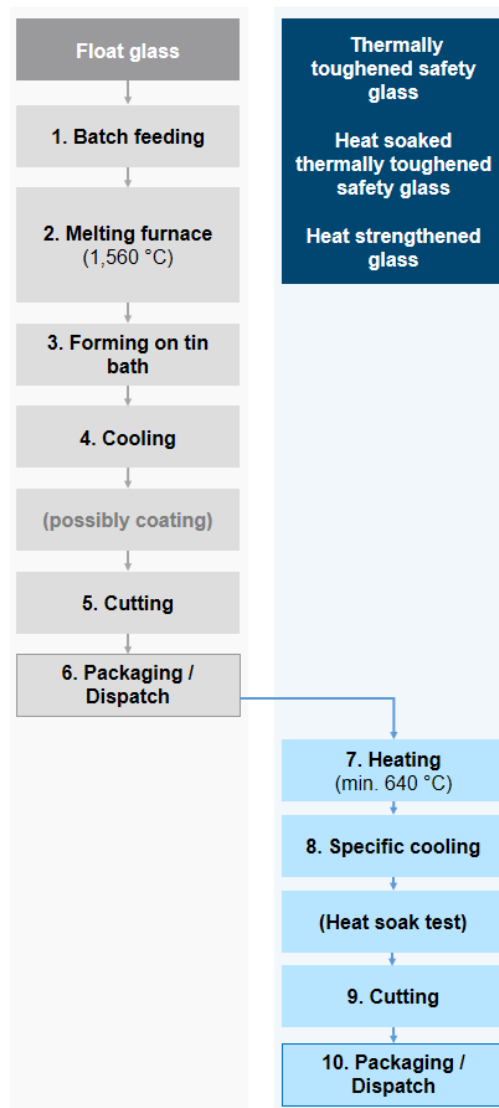 Float glass
1. Batch feeding
2. Melting furnace
(1,560 °C)
3. Forming on tin
bath
4. Cooling
(possibly coating)
5. Cutting
6. Packaging /
Dispatch
Thermally
toughened safety
glass
Heat soaked
thermally toughened
safety glass
Heat strengthened
glass
7. Heating
(min. 640 °C)
8. Specific cooling
(Heat soak test)
9. Cutting
10. Packaging /
Dispatch